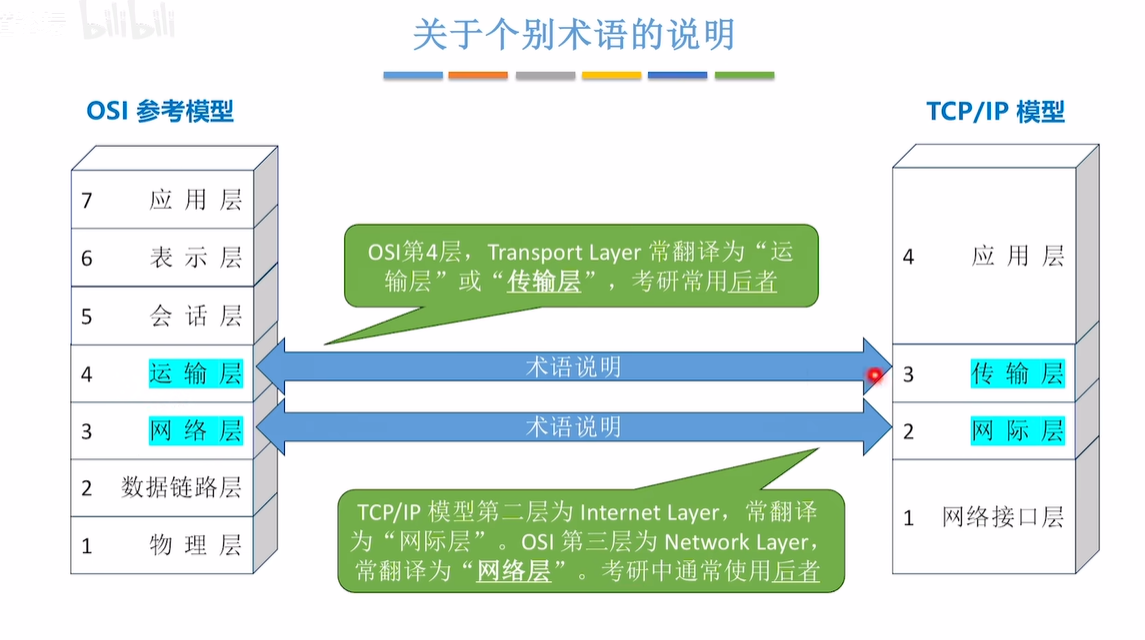 bilibili
关于个别术语的说明
OSI 参考模型
TCP/IP 模型
7 应用层
6 表示层
5 会话层
4 运输层
3 网络层
2 数据链路层
1 物理层
OSI第4层，Transport Layer 常翻译为“运
输层”或“传输层”，考研常用后者
术语说明
术语说明
TCP/IP 模型第二层为 Internet Layer，常翻译
为“网际层”。OSI 第三层为 Network Layer，
常翻译为“网络层”。考研中通常使用后者
4 应用层
3 传输层
2 网际层
1 网络接口层